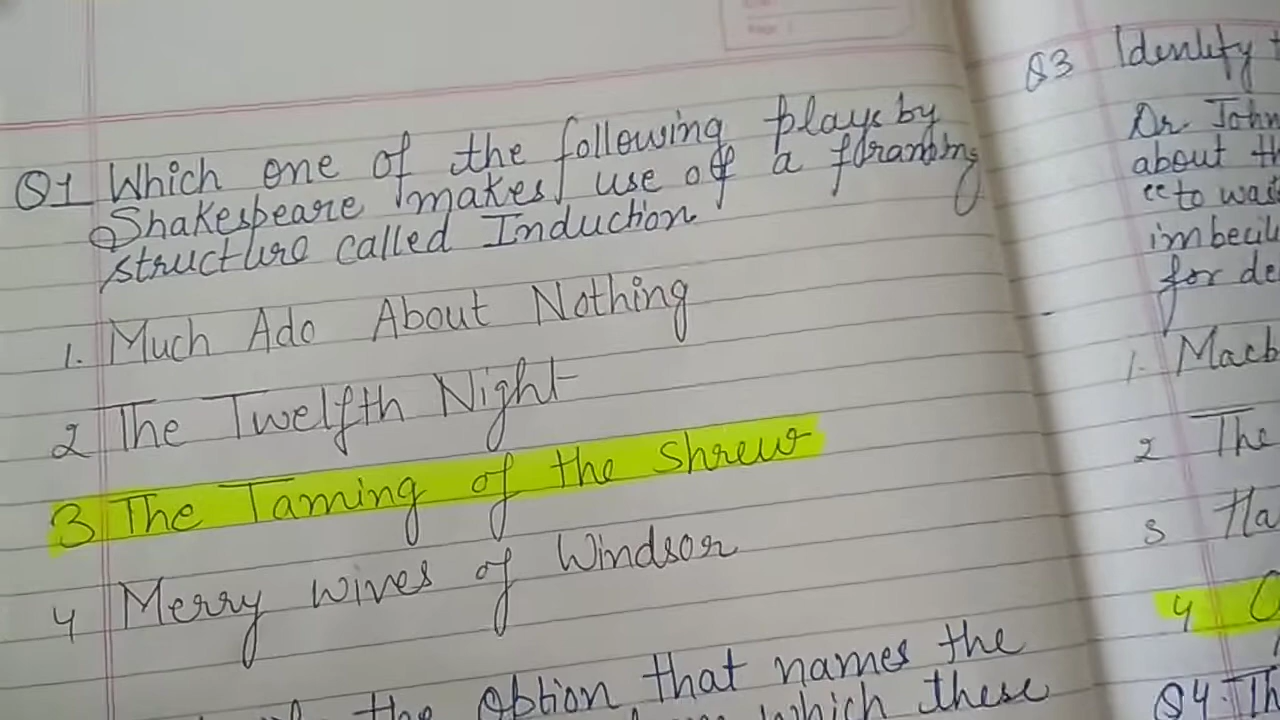 Q1 Which one of the following plays by
Shakespeare makes use of a framing
structure called Induction
1. Much Ado About Nothing
2 The Twelfth Night
3 The Taming of the Shrew
4 Merry wives of Windsor
the option that names the
which these
Q3 Identify
Dr. John
about th
"to was
imbecil
for de
1. Macb
2 The
3 Ha
4
Q4 Th